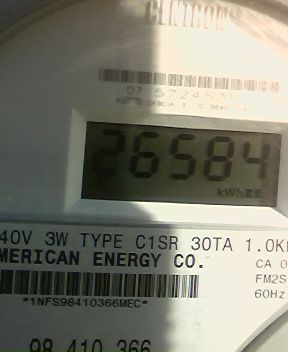 26584
kWh
40V 3W TYPE C1SR 30TA 1.0K
MERICAN ENERGY CO.
CA 0
FM2S
60Hz
*1NFS98410366MEC*
98 410 366